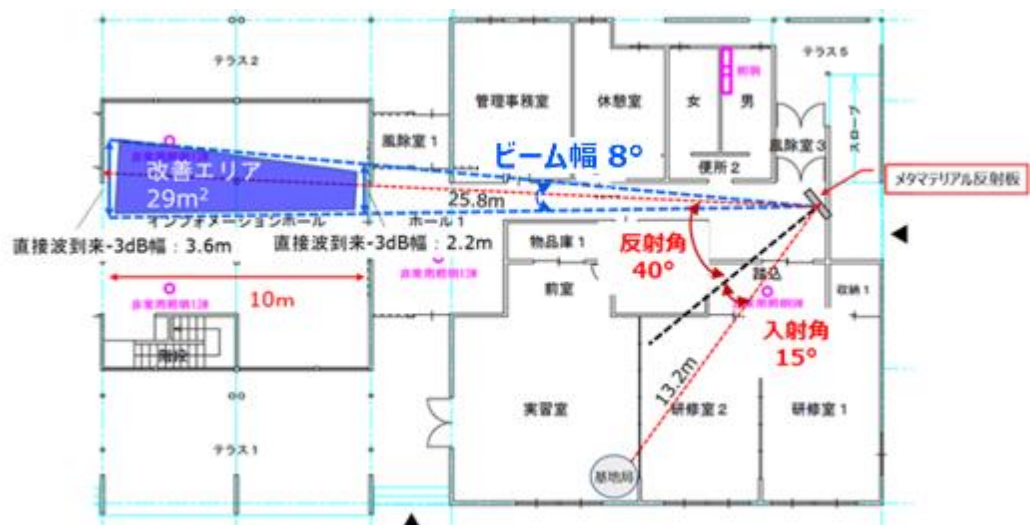 テラス2
テラス5
管理事務室
休憩室
女
男
風除室1
風除室3
スロープ
便所2
ビーム幅 8°
メタマテリアル反射板
改善エリア
29m²
25.8m
インフォメーションホール
ホール1
直接波到来-3dB幅：3.6m
直接波到来-3dB幅：2.2m
物品庫1
反射角
40°
踏込
前室
収納1
10m
入射角
15°
階段
13.2m
実習室
研修室2
研修室1
テラス1
基地局